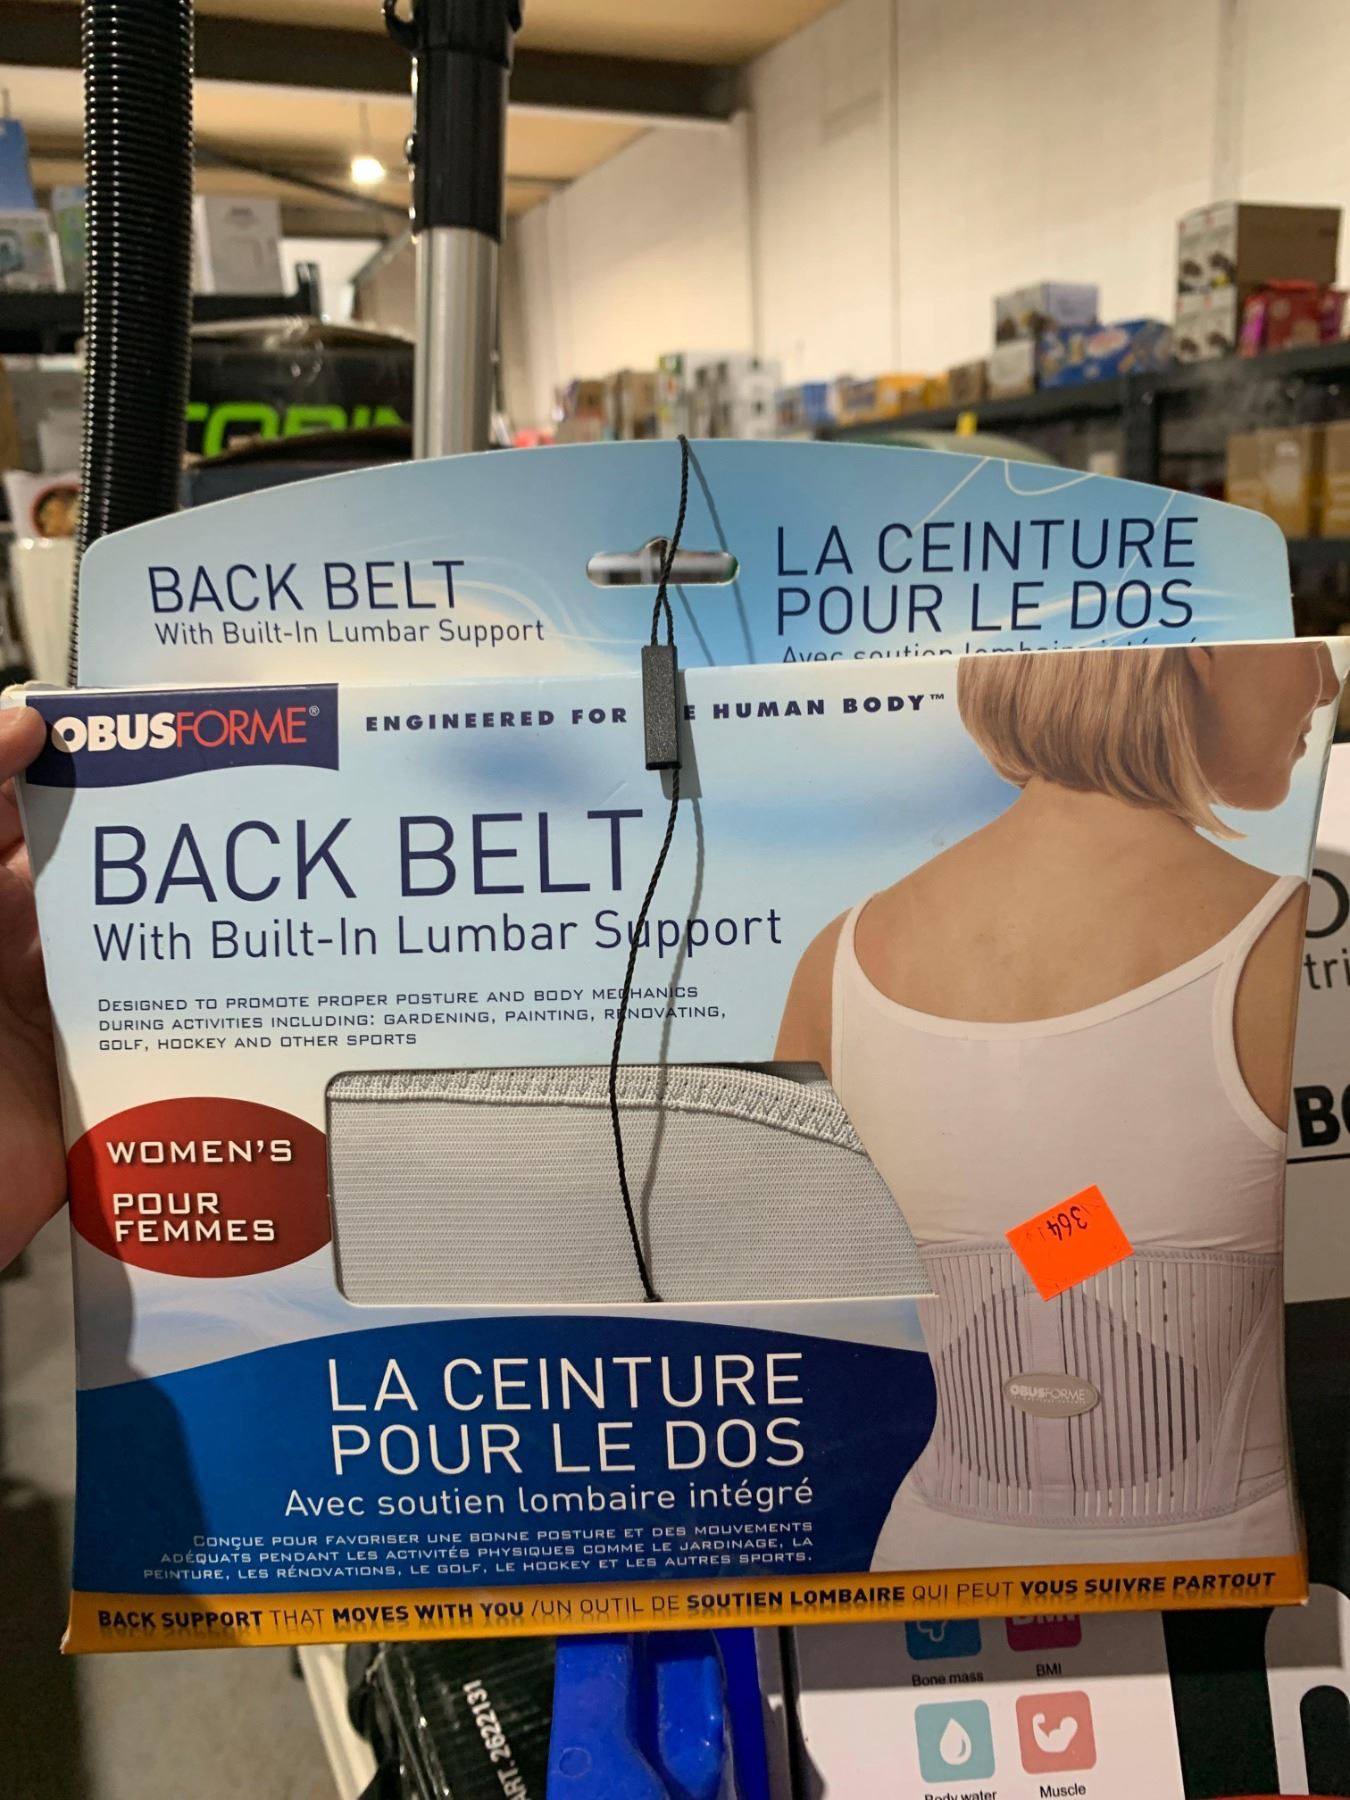 BACK BELT
With Built-In Lumbar Support
LA CEINTURE
POUR LE DOS
OBUSFORME®
ENGINEERED FOR E HUMAN BODY™
BACK BELT
With Built-In Lumbar Support
DESIGNED TO PROMOTE PROPER POSTURE AND BODY MECHANICS
DURING ACTIVITIES INCLUDING: GARDENING, PAINTING, RENOVATING,
GOLF, HOCKEY AND OTHER SPORTS
WOMEN'S
POUR
FEMMES
364
OBUSFORME
LA CEINTURE
POUR LE DOS
Avec soutien lombaire intégré
CONÇUE POUR FAVORISER UNE BONNE POSTURE ET DES MOUVEMENTS
ADÉQUATS PENDANT LES ACTIVITÉS PHYSIQUES COMME LE JARDINAGE, LA
PEINTURE, LES RÉNOVATIONS, LE GOLF, LE HOCKEY ET LES AUTRES SPORTS.
BACK SUPPORT THAT MOVES WITH YOU /UN OUTIL DE SOUTIEN LOMBAIRE QUI PEUT VOUS SUIVRE PARTOUT
Bone mass
BMI
Body water
Muscle
ART. 2622131